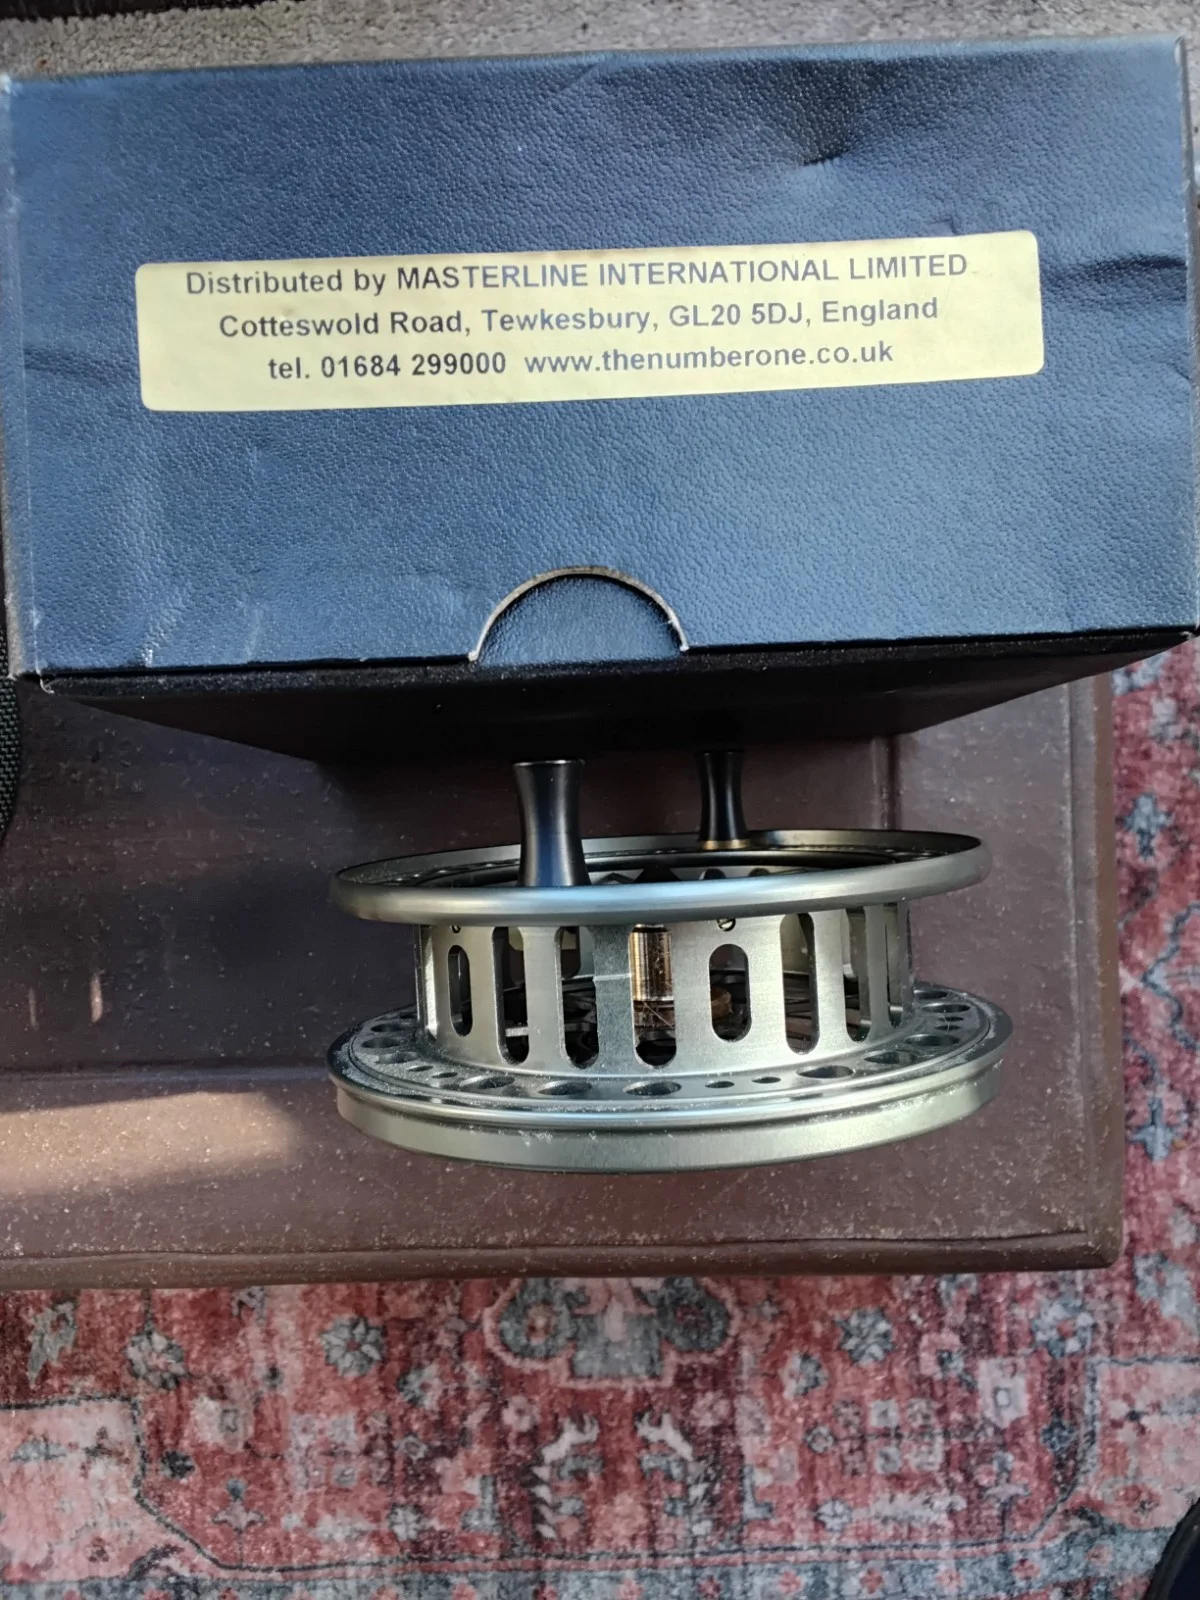 Distributed by MASTERLINE INTERNATIONAL LIMITED
Cotteswold Road, Tewkesbury, GL20 5DJ, England
tel. 01684 299000 www.thenumberone.co.uk